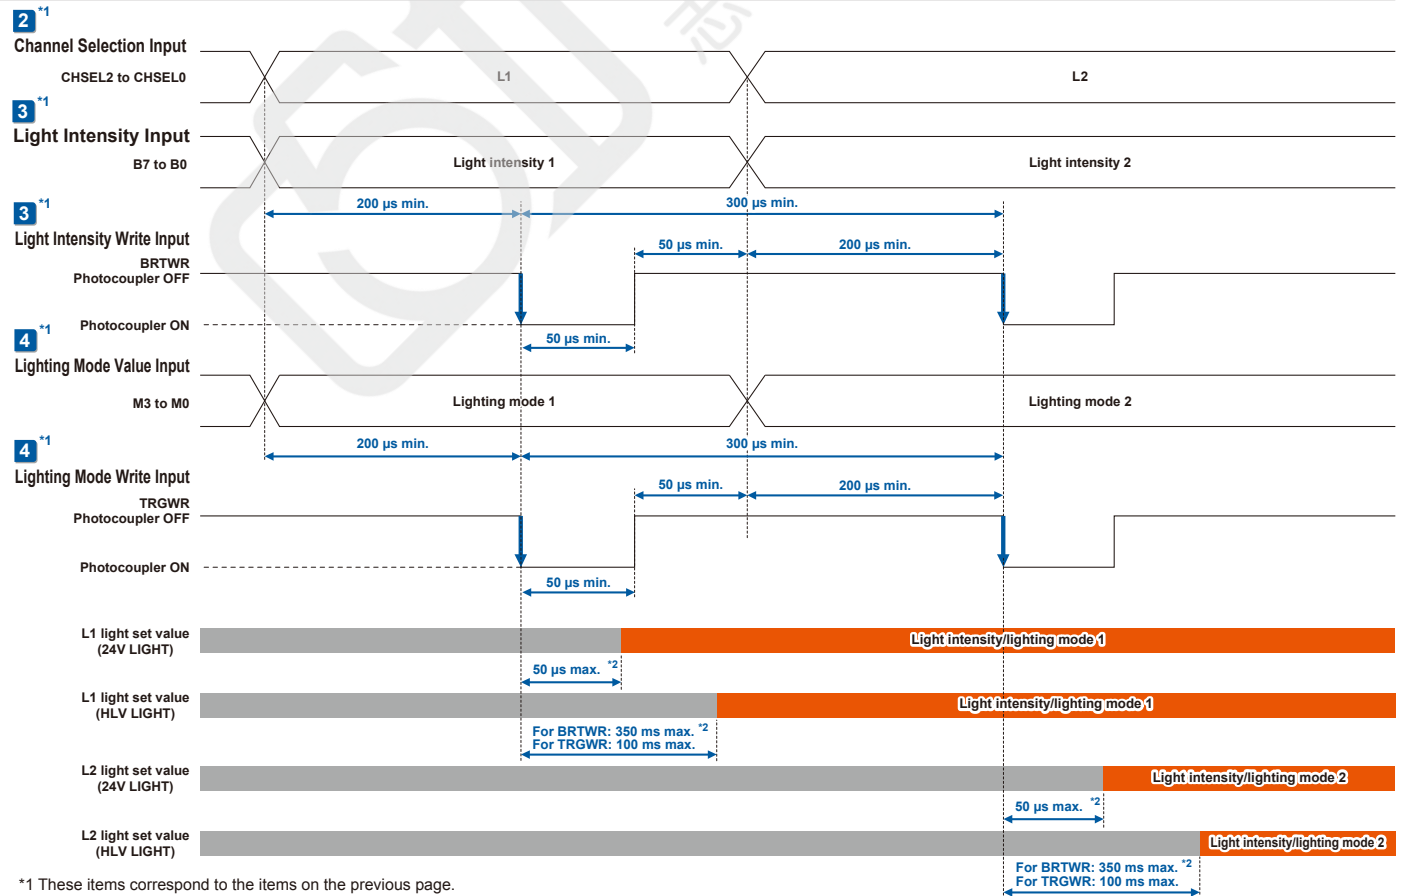 2 *1
Channel Selection Input
CHSEL2 to CHSEL0
L1
L2
3 *1
Light Intensity Input
B7 to B0
Light intensity 1
Light intensity 2
3 *1
200 µs min.
300 µs min.
Light Intensity Write Input
50 µs min.
200 µs min.
BRTWR
Photocoupler OFF
Photocoupler ON
50 µs min.
4 *1
Lighting Mode Value Input
M3 to M0
Lighting mode 1
Lighting mode 2
4 *1
200 µs min.
300 µs min.
Lighting Mode Write Input
50 µs min.
200 µs min.
TRGWR
Photocoupler OFF
Photocoupler ON
50 µs min.
L1 light set value
(24V LIGHT)
Light intensity/lighting mode 1
50 µs max. *2
L1 light set value
(HLV LIGHT)
Light intensity/lighting mode 1
For BRTWR: 350 ms max. *2
For TRGWR: 100 ms max.
L2 light set value
(24V LIGHT)
Light intensity/lighting mode 2
50 µs max. *2
L2 light set value
(HLV LIGHT)
Light intensity/lighting mode 2
For BRTWR: 350 ms max. *2
For TRGWR: 100 ms max.
*1 These items correspond to the items on the previous page.